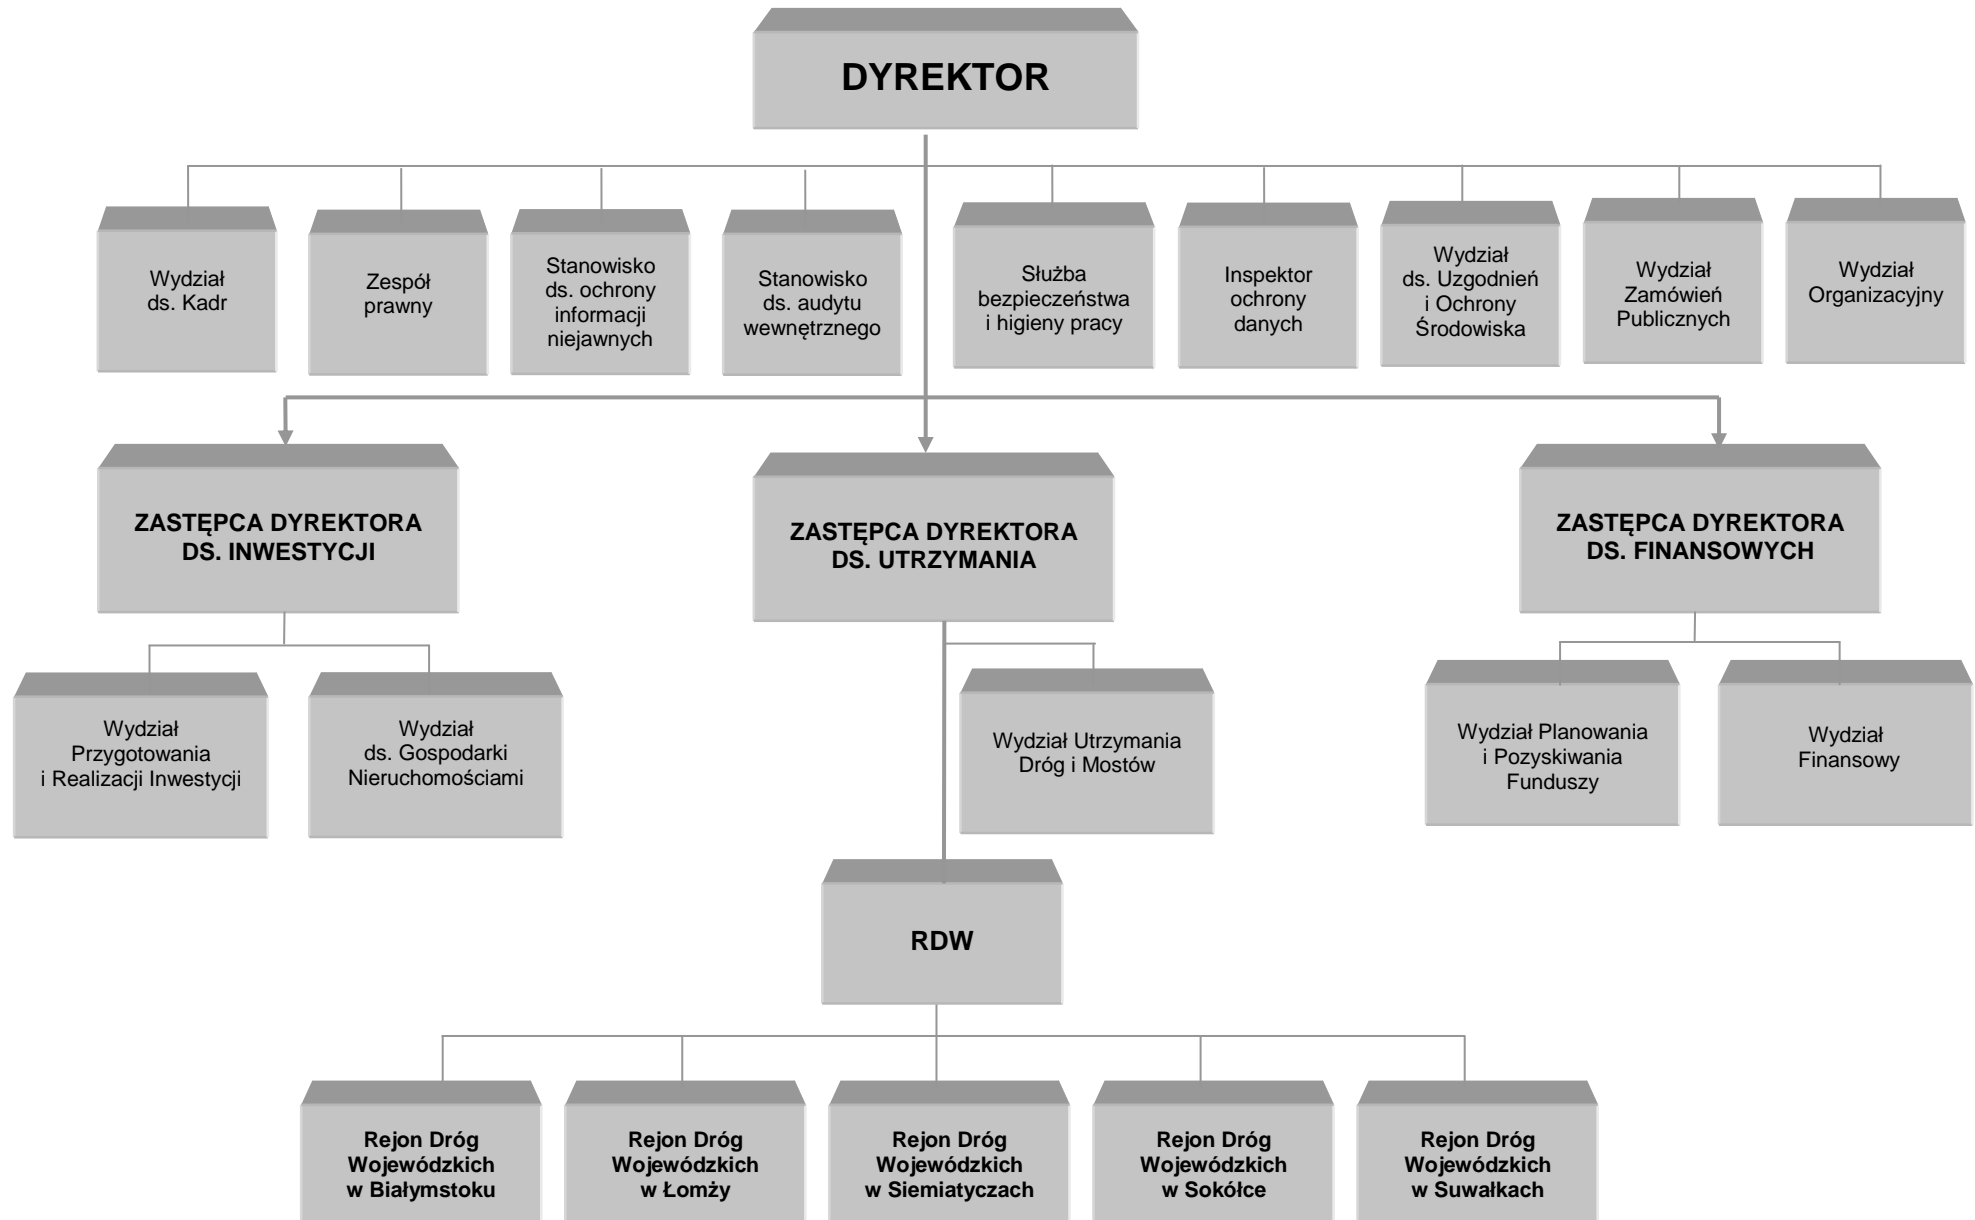 DYREKTOR
Wydział
ds. Kadr
Zespół
prawny
Stanowisko
ds. ochrony
informacji
niejawnych
Stanowisko
ds. audytu
wewnętrznego
Służba
bezpieczeństwa
i higieny pracy
Inspektor
ochrony
danych
Wydział
ds. Uzgodnień
i Ochrony
Środowiska
Wydział
Zamówień
Publicznych
Wydział
Organizacyjny
ZASTĘPCA DYREKTORA
DS. INWESTYCJI
ZASTĘPCA DYREKTORA
DS. UTRZYMANIA
ZASTĘPCA DYREKTORA
DS. FINANSOWYCH
Wydział
Przygotowania
i Realizacji Inwestycji
Wydział
ds. Gospodarki
Nieruchomościami
Wydział Utrzymania
Dróg i Mostów
Wydział Planowania
i Pozyskiwania
Funduszy
Wydział
Finansowy
RDW
Rejon Dróg
Wojewódzkich
w Białymstoku
Rejon Dróg
Wojewódzkich
w Łomży
Rejon Dróg
Wojewódzkich
w Siemiatyczach
Rejon Dróg
Wojewódzkich
w Sokółce
Rejon Dróg
Wojewódzkich
w Suwałkach